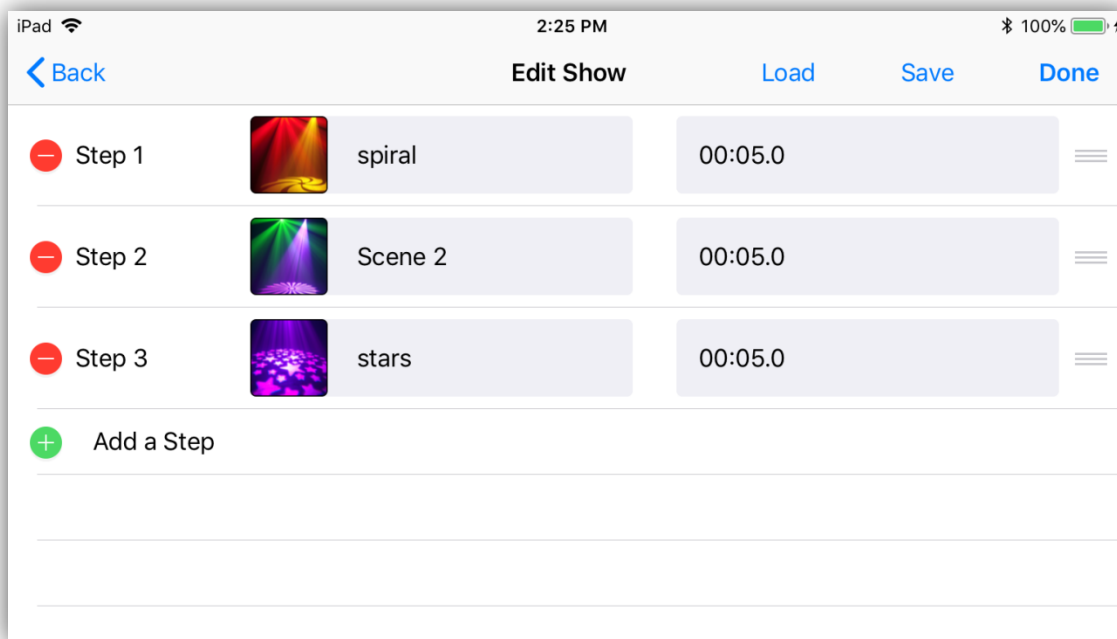 iPad 2:25 PM 100%
Back Edit Show Load Save Done
Step 1 spiral 00:05.0
Step 2 Scene 2 00:05.0
Step 3 stars 00:05.0
Add a Step